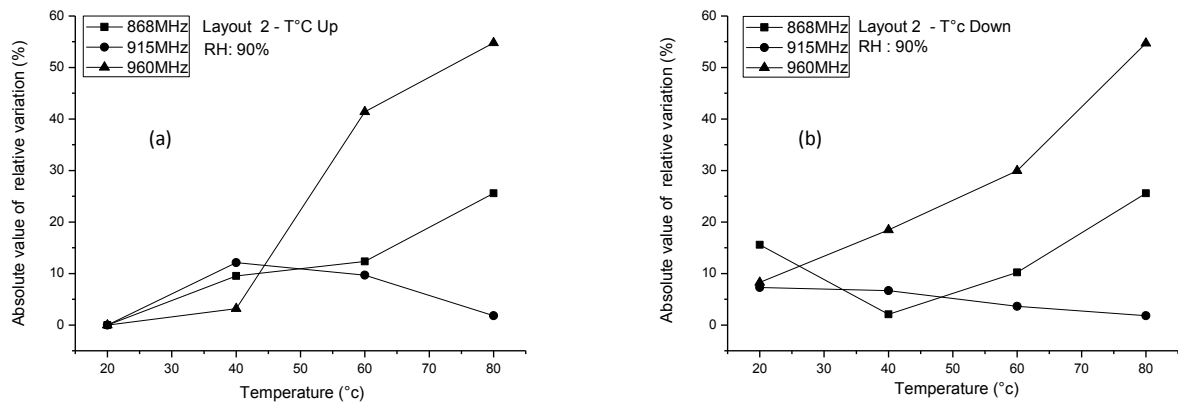 868MHz
915MHz
960MHz
Layout 2 - T°C Up
RH: 90%
(a)
60
50
40
30
20
10
0
20 30 40 50 60 70 80
Absolute value of relative variation (%)
Temperature (°c)
868MHz
915MHz
960MHz
Layout 2 - T°c Down
RH : 90%
(b)
60
50
40
30
20
10
0
20 30 40 50 60 70 80
Absolute value of relative variation (%)
Temperature (°c)